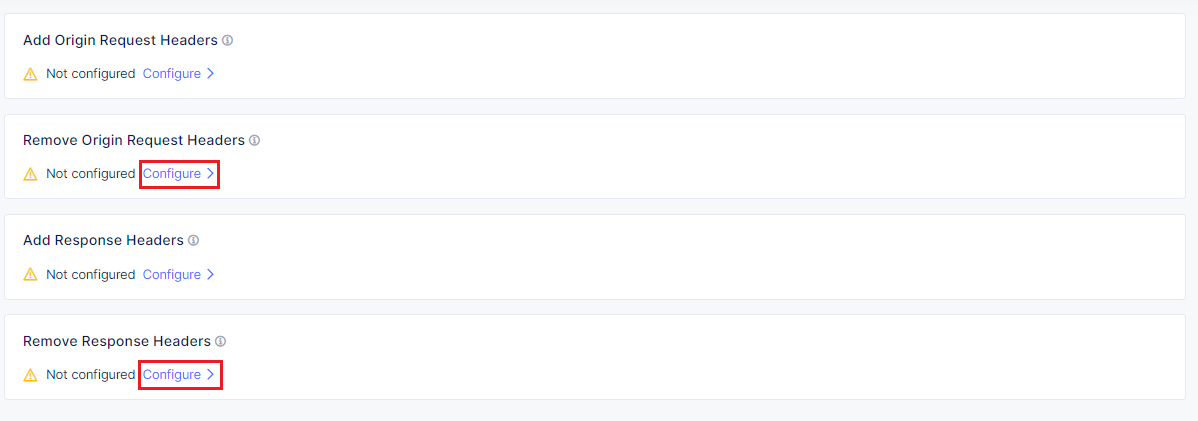 Add Origin Request Headers
Not configured Configure
Remove Origin Request Headers
Not configured Configure
Add Response Headers
Not configured Configure
Remove Response Headers
Not configured Configure